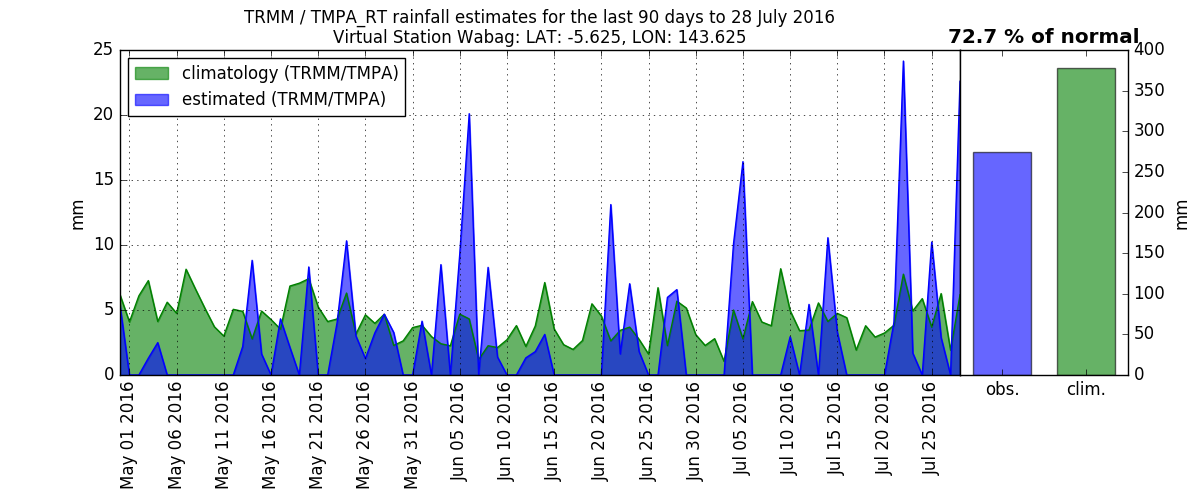 TRMM / TMPA_RT rainfall estimates for the last 90 days to 28 July 2016
Virtual Station Wabag: LAT: -5.625, LON: 143.625
72.7 % of normal
climatology (TRMM/TMPA)
estimated (TRMM/TMPA)
25
20
15
10
5
0
mm
May 01 2016
May 06 2016
May 11 2016
May 16 2016
May 21 2016
May 26 2016
May 31 2016
Jun 05 2016
Jun 10 2016
Jun 15 2016
Jun 20 2016
Jun 25 2016
Jun 30 2016
Jul 05 2016
Jul 10 2016
Jul 15 2016
Jul 20 2016
Jul 25 2016
obs.
clim.
400
350
300
250
200
150
100
50
0
mm